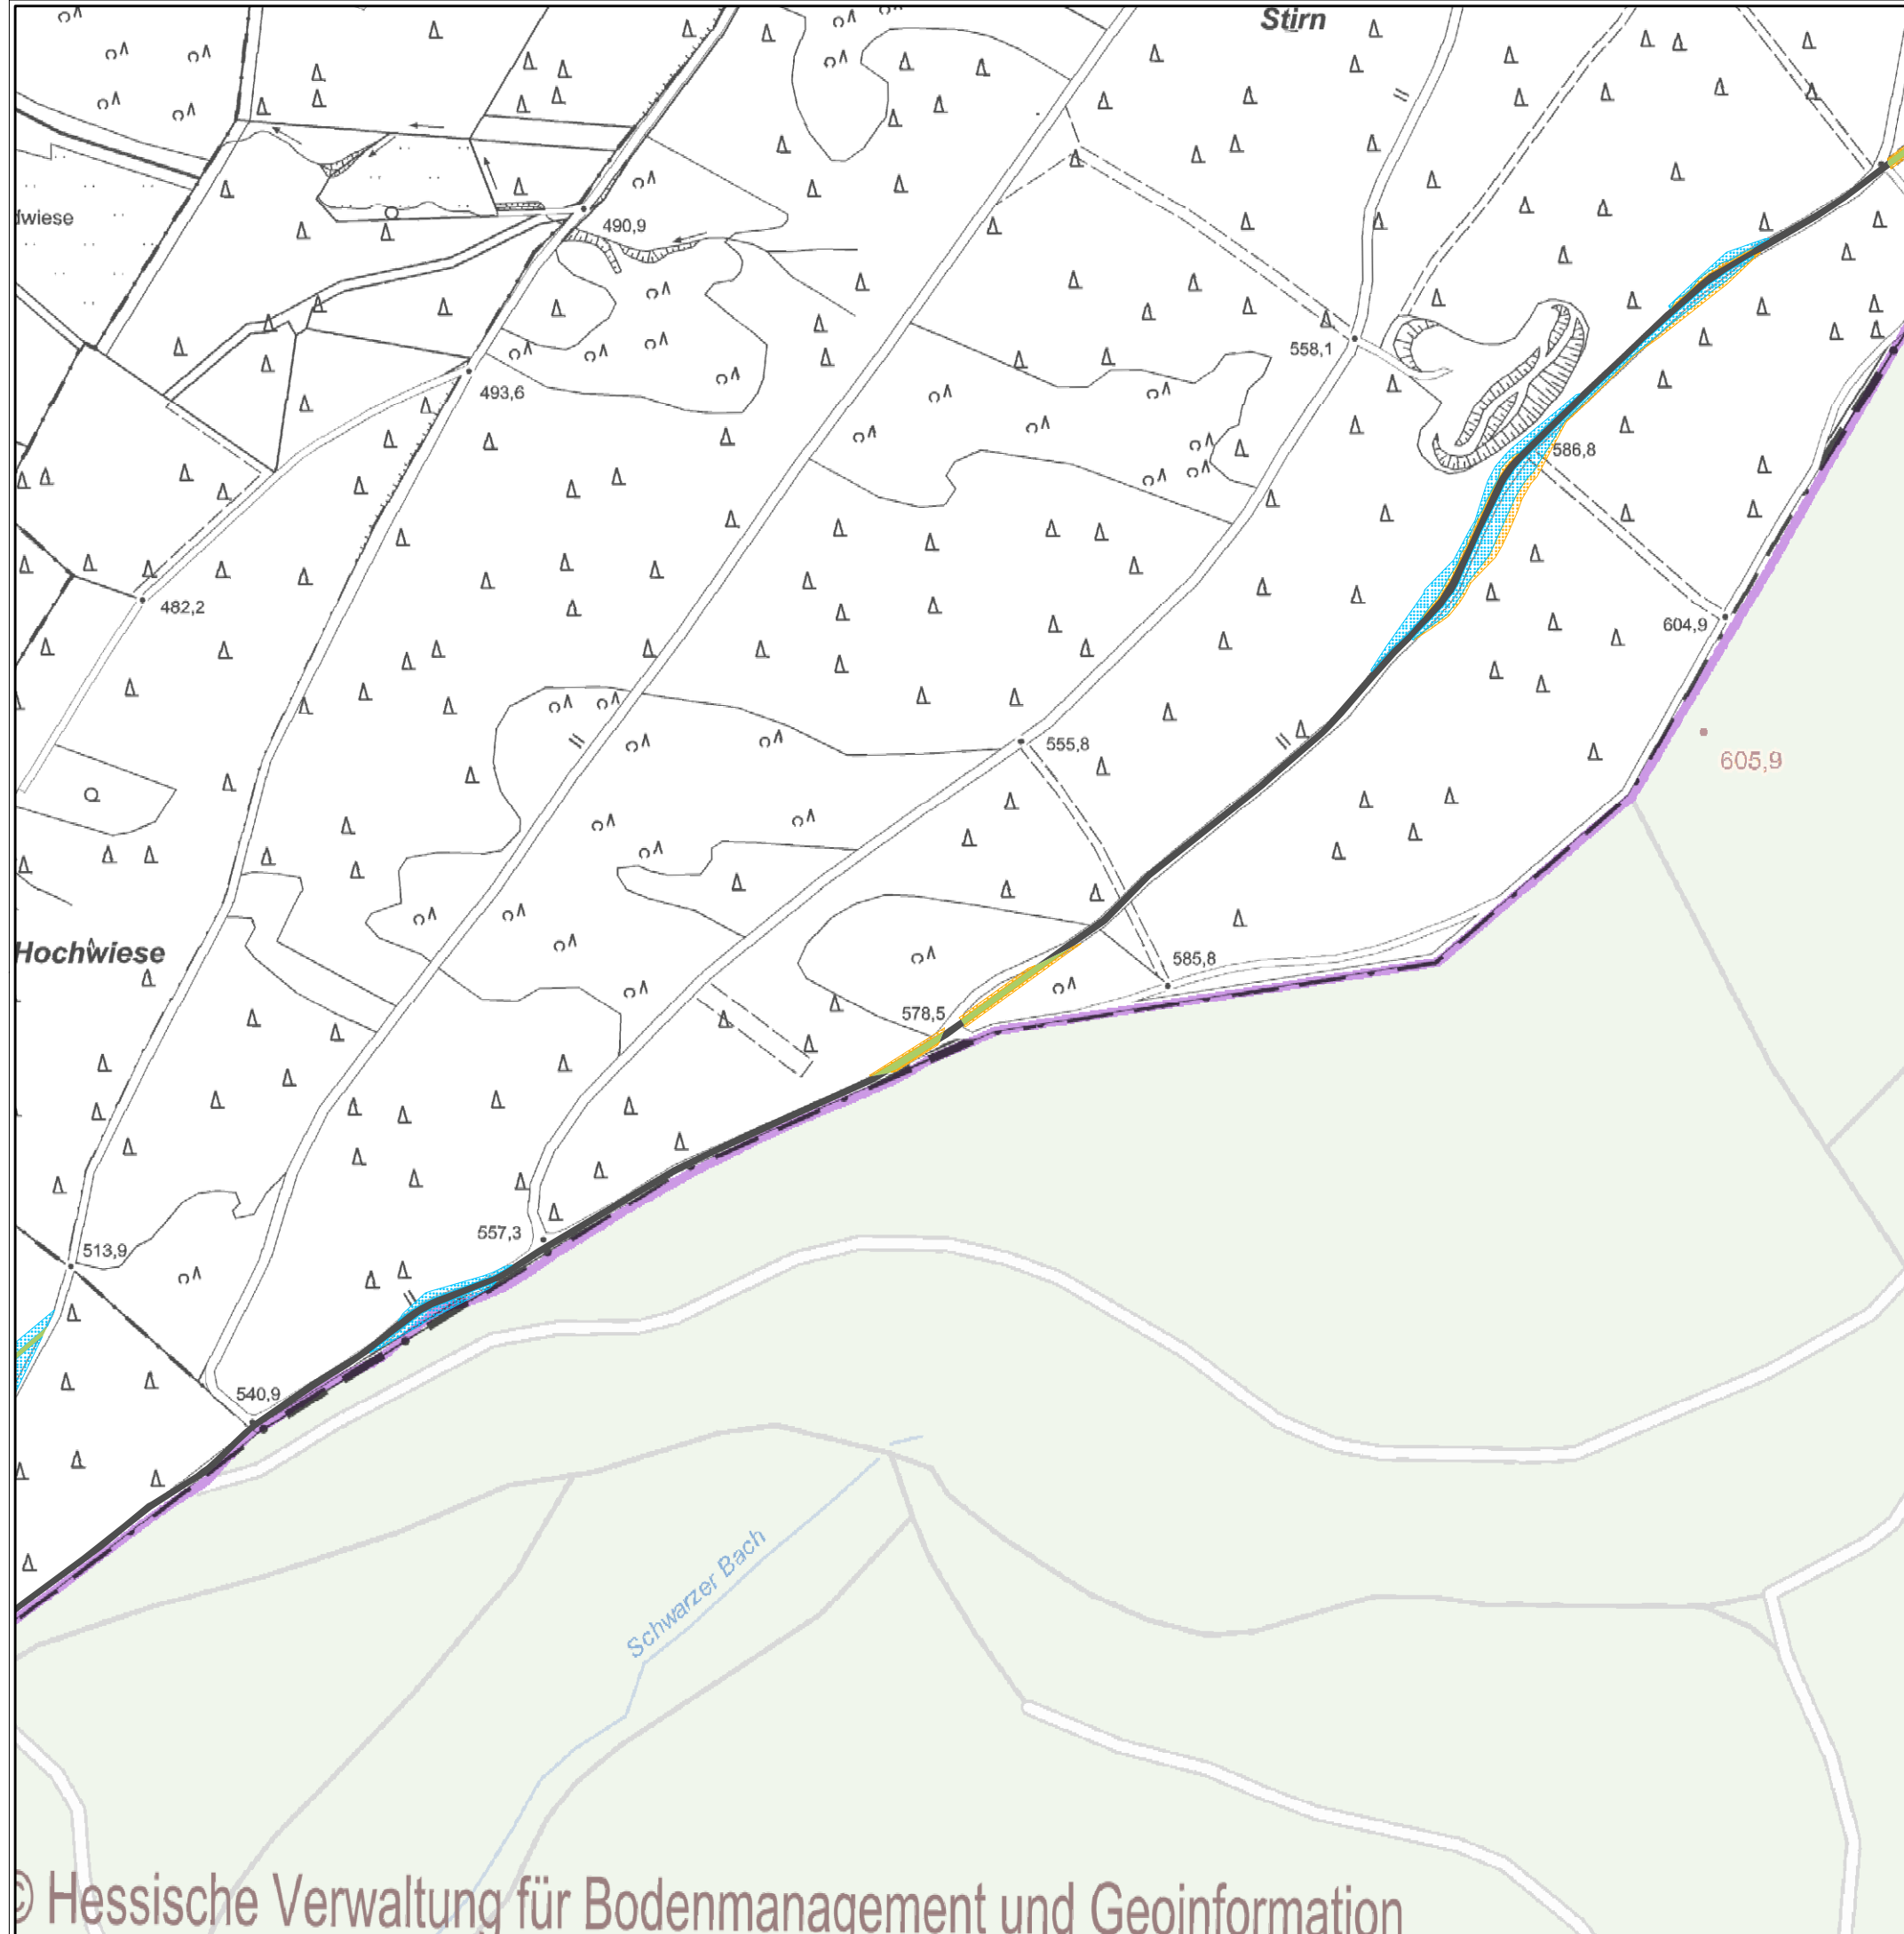 Stirn
dwiese
490,9
558,1
493,6
586,8
482,2
604,9
555,8
605,9
Hochwiese
585,8
578,5
557,3
513,9
540,9
Schwarzer Bach
© Hessische Verwaltung für Bodenmanagement und Geoinformation